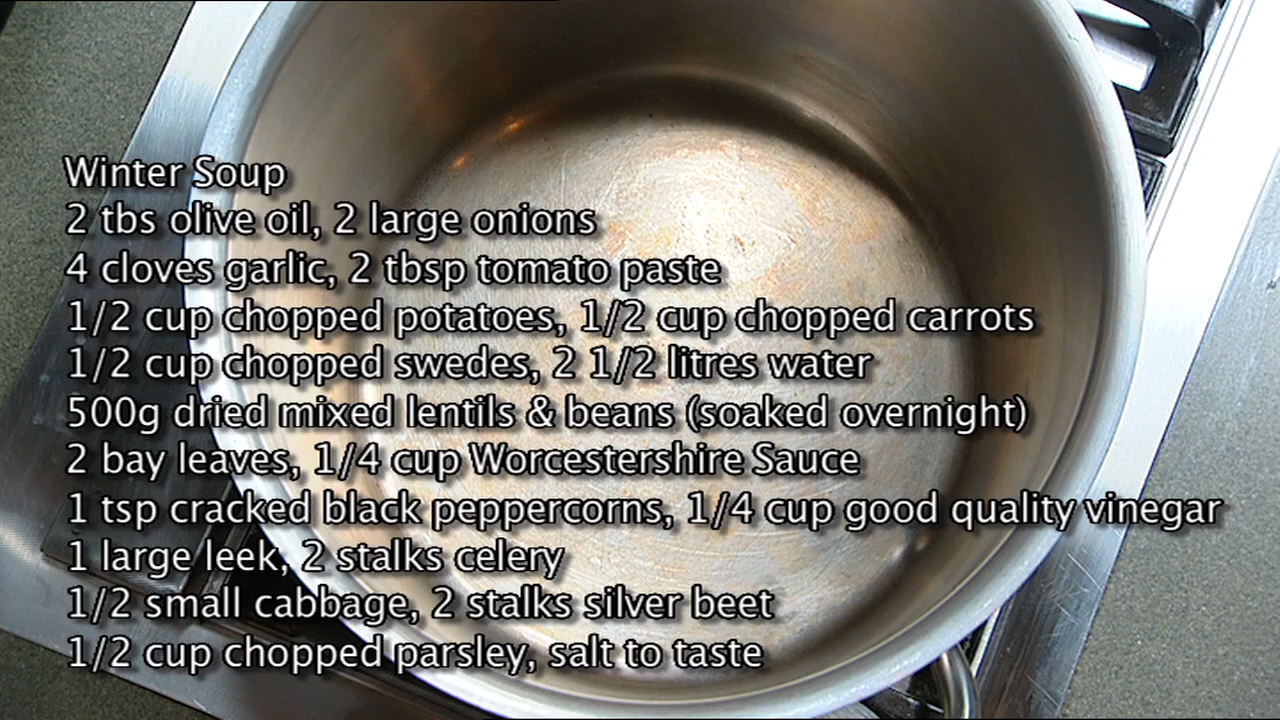 Winter Soup
2 tbs olive oil, 2 large onions
4 cloves garlic, 2 tbsp tomato paste
1/2 cup chopped potatoes, 1/2 cup chopped carrots
1/2 cup chopped swedes, 2 1/2 litres water
500g dried mixed lentils & beans (soaked overnight)
2 bay leaves, 1/4 cup Worcestershire Sauce
1 tsp cracked black peppercorns, 1/4 cup good quality vinegar
1 large leek, 2 stalks celery
1/2 small cabbage, 2 stalks silver beet
1/2 cup chopped parsley, salt to taste